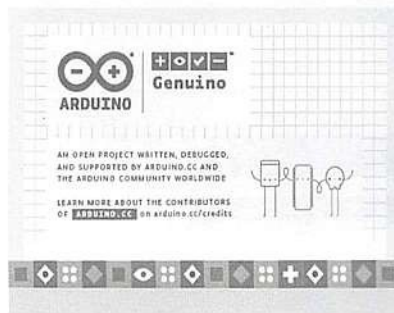 ARDUINO
Genuino
AN OPEN PROJECT WRITTEN, DEBUGGED,
AND SUPPORTED BY ARDUINO.CC AND
THE ARDUINO COMMUNITY WORLDWIDE
LEARN MORE ABOUT THE CONTRIBUTORS
OF ARDUINO.CC on arduino.cc/credits